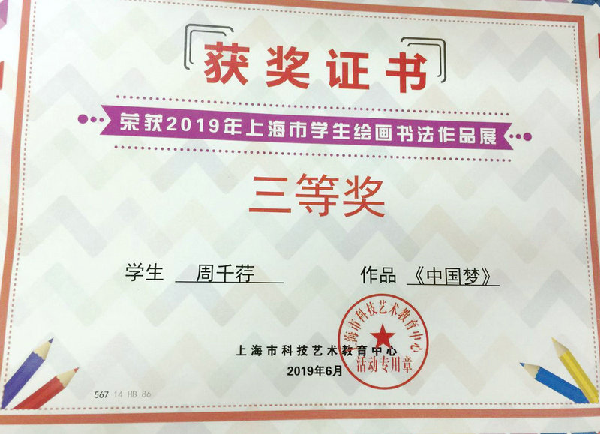 获奖证书
荣获2019年上海市学生绘画书法作品展
三等奖
学生 周千荐 作品 《中国梦》
上海市科技艺术教育中心
2019年6月
上海市科技艺术教育中心
活动专用章